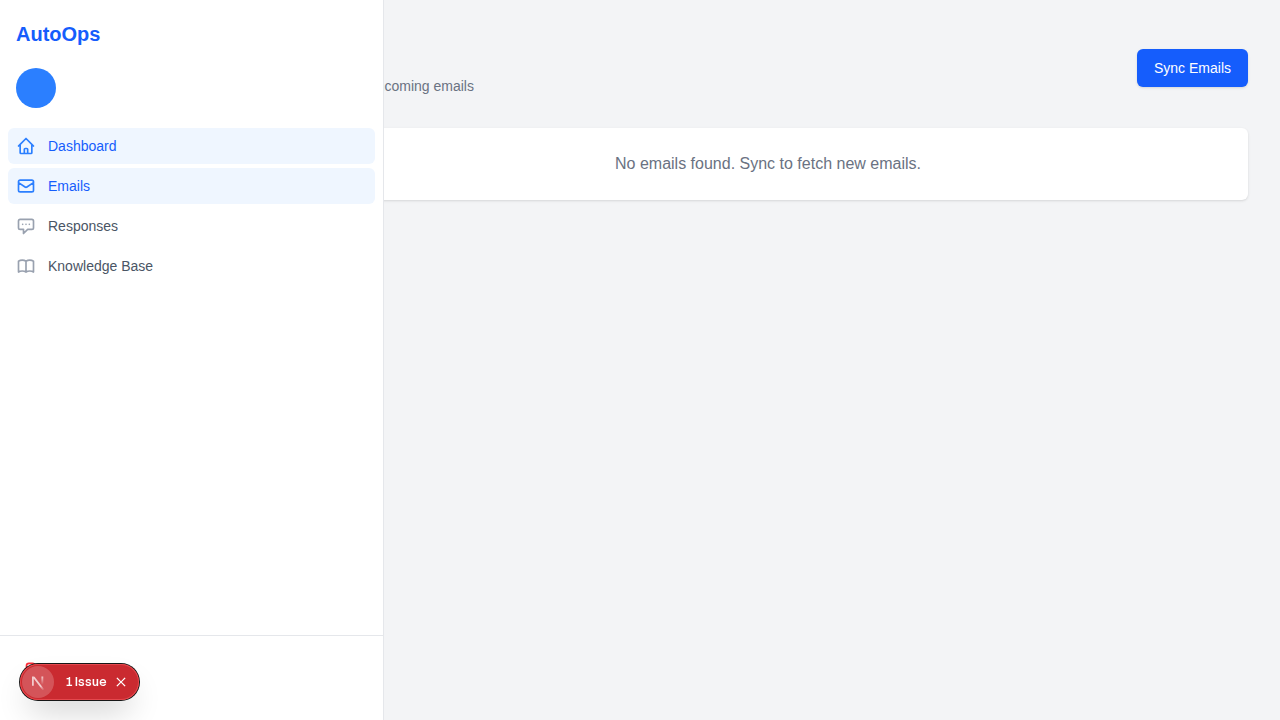 AutoOps
Dashboard
Emails
Responses
Knowledge Base
1 Issue
coming emails
Sync Emails
No emails found. Sync to fetch new emails.